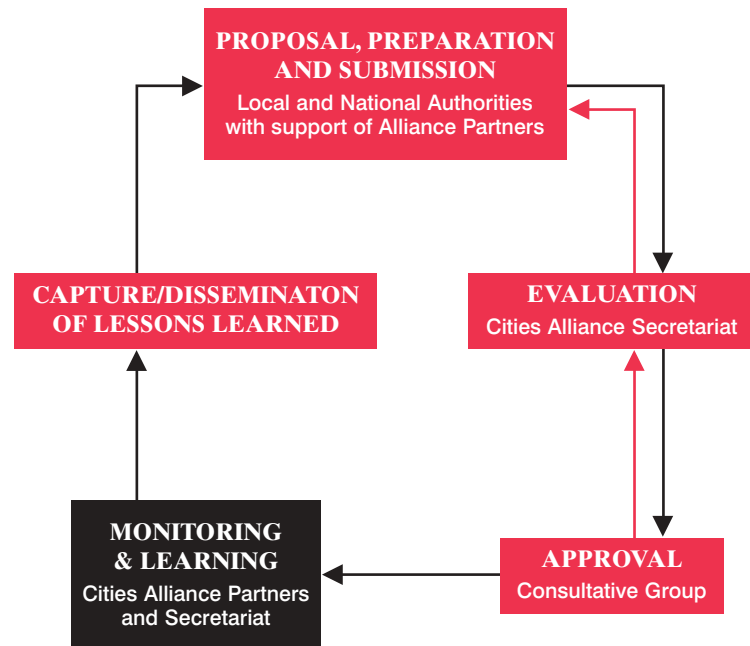 PROPOSAL, PREPARATION
AND SUBMISSION
Local and National Authorities
with support of Alliance Partners
CAPTURE/DISSEMINATON
OF LESSONS LEARNED
EVALUATION
Cities Alliance Secretariat
MONITORING
& LEARNING
Cities Alliance Partners
and Secretariat
APPROVAL
Consultative Group